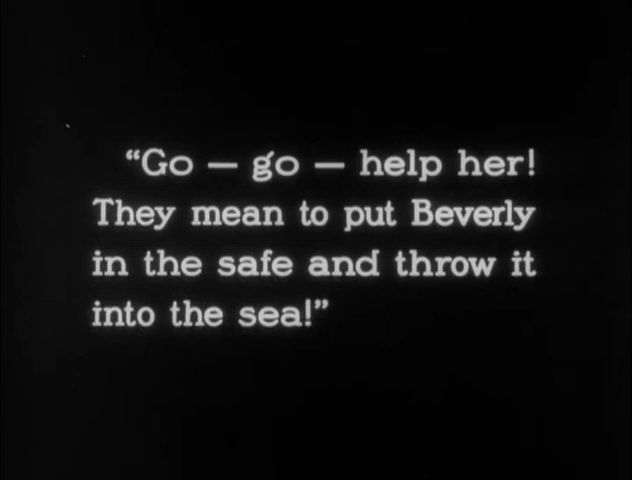 “Go — go — help her!
They mean to put Beverly
in the safe and throw it
into the sea!”